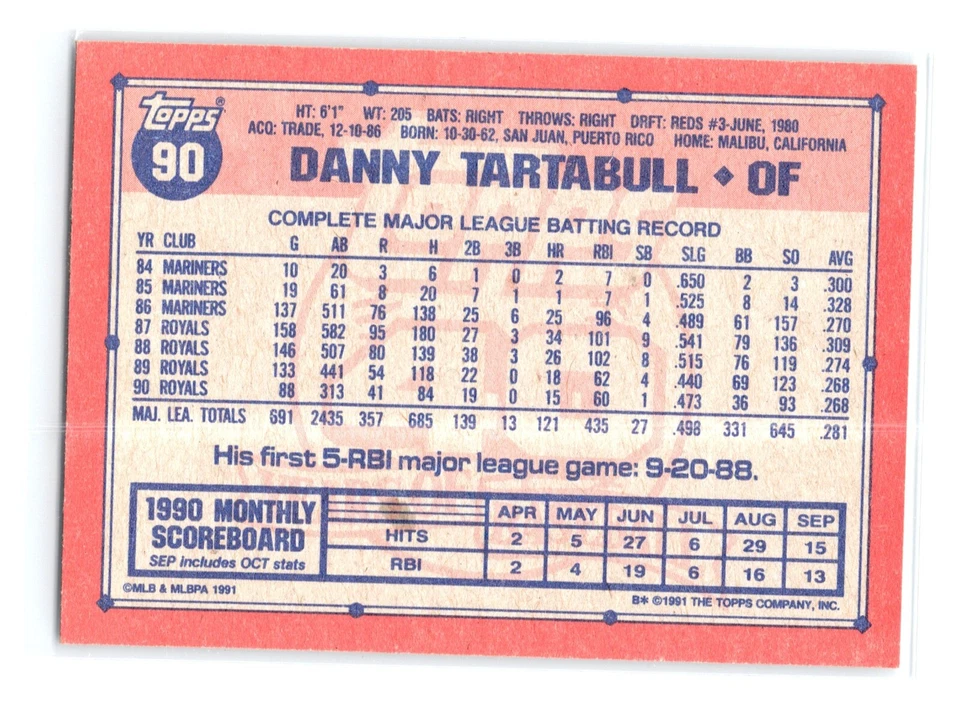 topps®
90
HT: 6'1" WT: 205 BATS: RIGHT THROWS: RIGHT DRFT: REDS #3-JUNE, 1980
ACQ: TRADE, 12-10-86 BORN: 10-30-62, SAN JUAN, PUERTO RICO HOME: MALIBU, CALIFORNIA
DANNY TARTABULL ◆ OF
COMPLETE MAJOR LEAGUE BATTING RECORD
YR CLUB G AB R H 2B 3B HR RBI SB SLG BB SO AVG
84 MARINERS 10 20 3 6 1 0 2 7 0 .650 2 3 .300
85 MARINERS 19 61 8 20 7 1 1 7 1 .525 8 14 .328
86 MARINERS 137 511 76 138 25 6 25 96 4 .489 61 157 .270
87 ROYALS 158 582 95 180 27 3 34 101 9 .541 79 136 .309
88 ROYALS 146 507 80 139 38 3 26 102 8 .515 76 119 .274
89 ROYALS 133 441 54 118 22 0 18 62 4 .440 69 123 .268
90 ROYALS 88 313 41 84 19 0 15 60 1 .473 36 93 .268
MAJ. LEA. TOTALS 691 2435 357 685 139 13 121 435 27 .498 331 645 .281
His first 5-RBI major league game: 9-20-88.
1990 MONTHLY
SCOREBOARD
SEP includes OCT stats
APR MAY JUN JUL AUG SEP
HITS 2 5 27 6 29 15
RBI 2 4 19 6 16 13
©MLB & MLBPA 1991
B* ©1991 THE TOPPS COMPANY, INC.